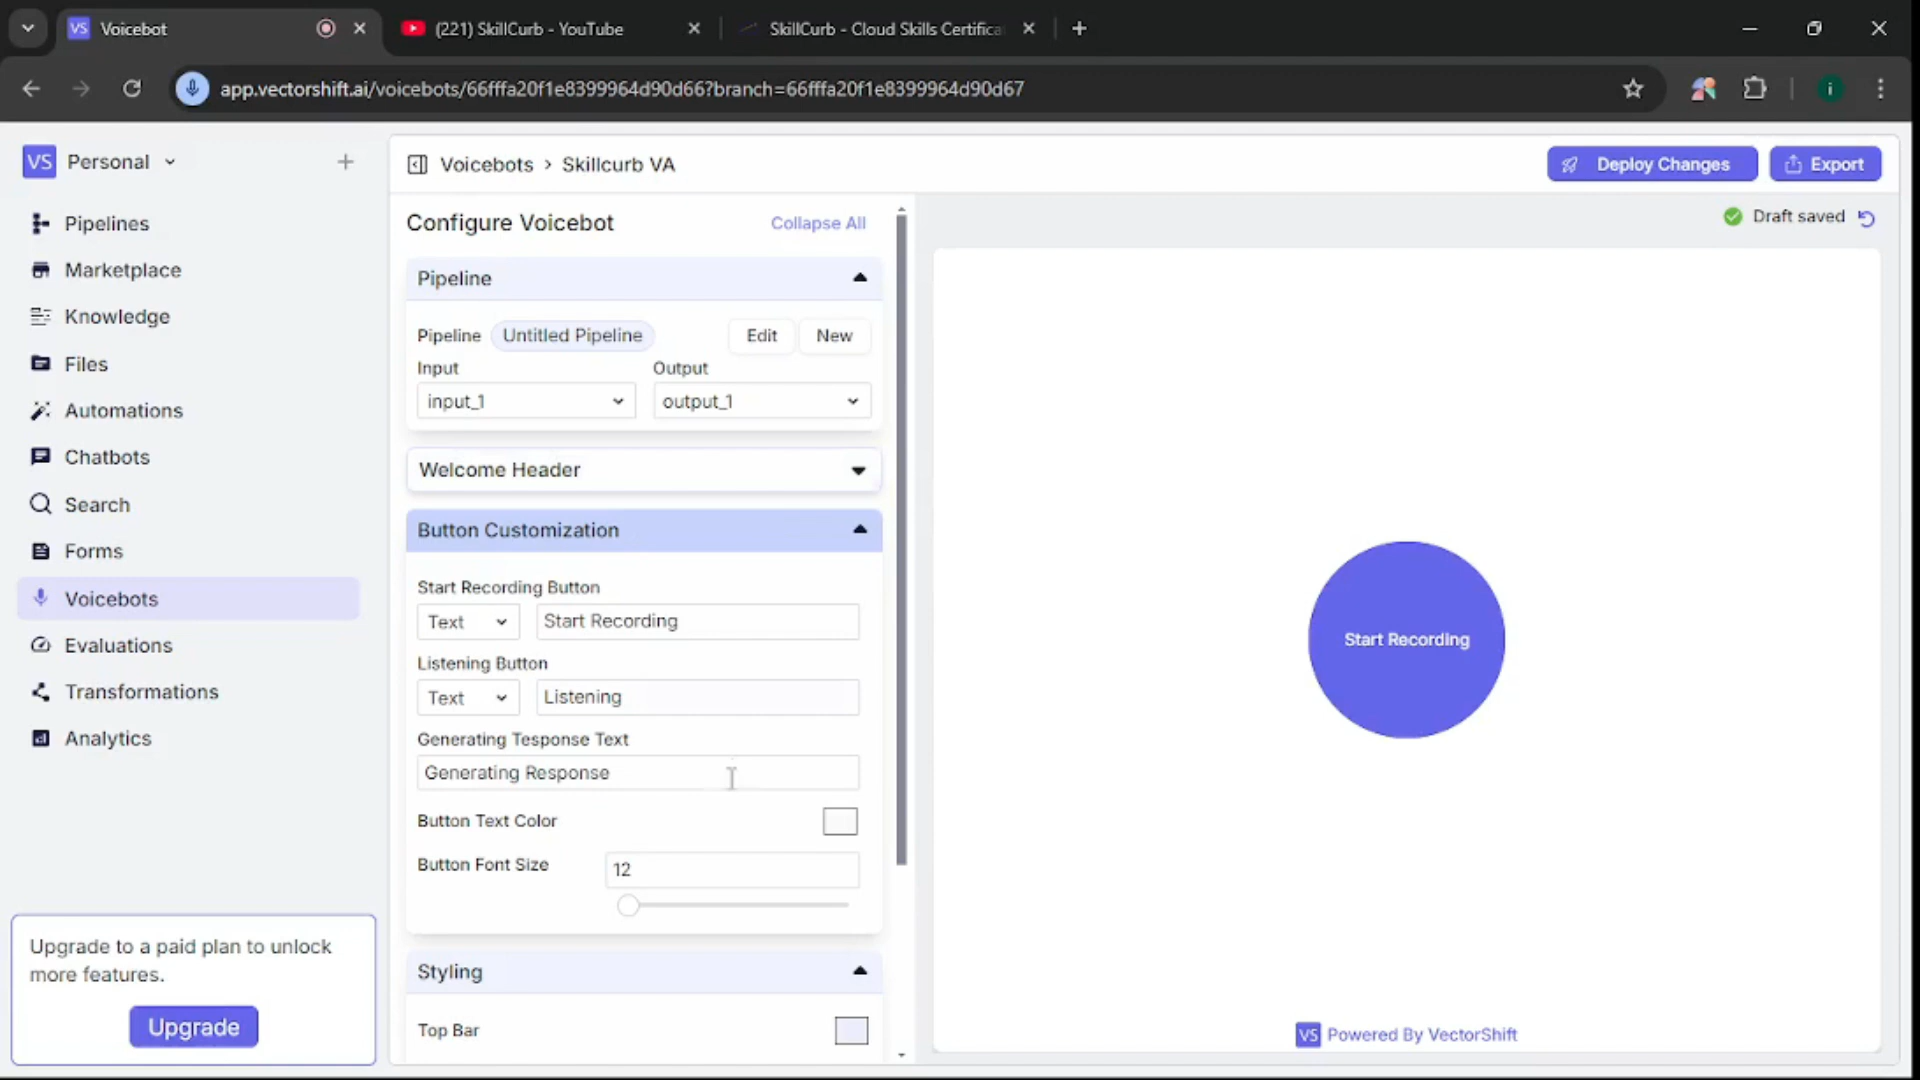 VS Voicebot
(221) SkillCurb - YouTube
SkillCurb - Cloud Skills Certifica
app.vectorshift.ai/voicebots/66fffa20f1e8399964d90d66?branch=66fffa20f1e8399964d90d67
i
VS Personal
Voicebots > Skillcurb VA
Deploy Changes
Export
Pipelines
Marketplace
Knowledge
Files
Automations
Chatbots
Search
Forms
Voicebots
Evaluations
Transformations
Analytics
Upgrade to a paid plan to unlock
more features.
Upgrade
Configure Voicebot
Collapse All
Pipeline
Pipeline Untitled Pipeline Edit New
Input Output
input_1 output_1
Welcome Header
Button Customization
Start Recording Button
Text Start Recording
Listening Button
Text Listening
Generating Tesponse Text
Generating Response
Button Text Color
Button Font Size 12
Styling
Top Bar
Draft saved
Start Recording
VS Powered By VectorShift